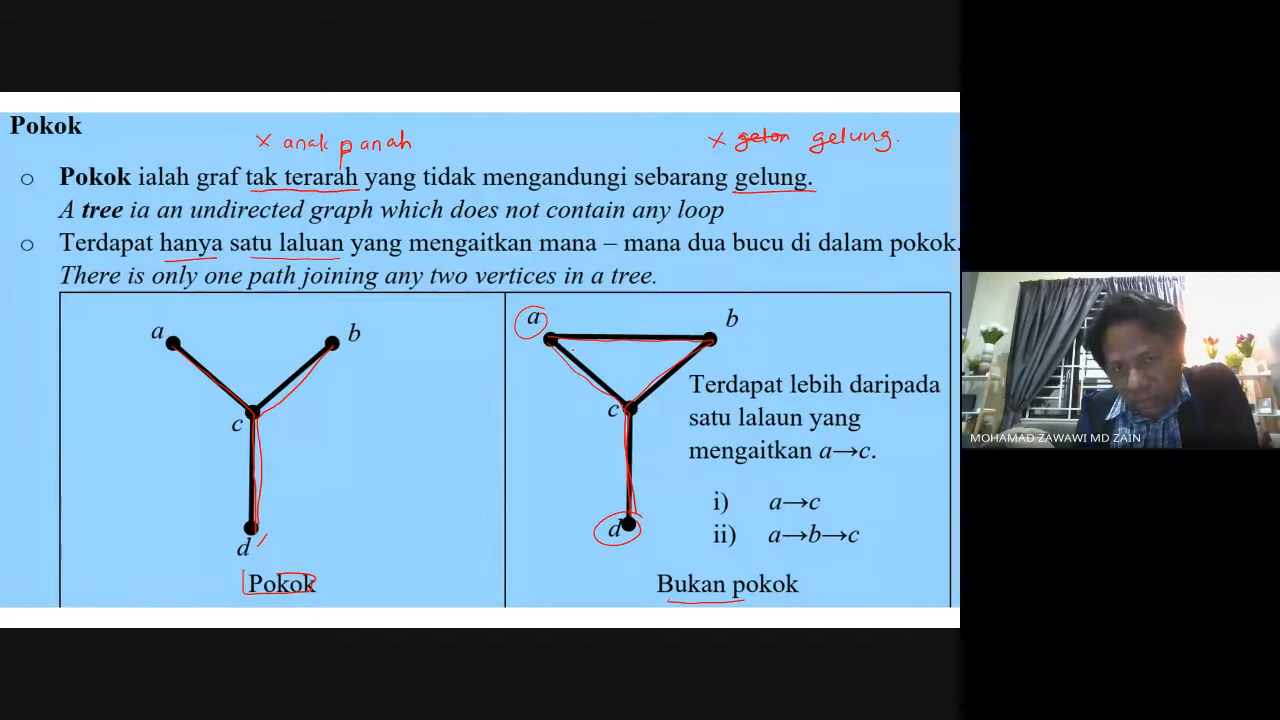 Pokok
x anak panah
x gelon gelung.
o Pokok ialah graf tak terarah yang tidak mengandungi sebarang gelung.
A tree ia an undirected graph which does not contain any loop
o Terdapat hanya satu laluan yang mengaitkan mana – mana dua bucu di dalam pokok.
There is only one path joining any two vertices in a tree.
a
b
c
d
Pokok
a
b
c
d
Terdapat lebih daripada
satu lalaun yang
mengaitkan a→c.
i) a→c
ii) a→b→c
Bukan pokok
MOHAMAD ZAWAWI MD ZAIN